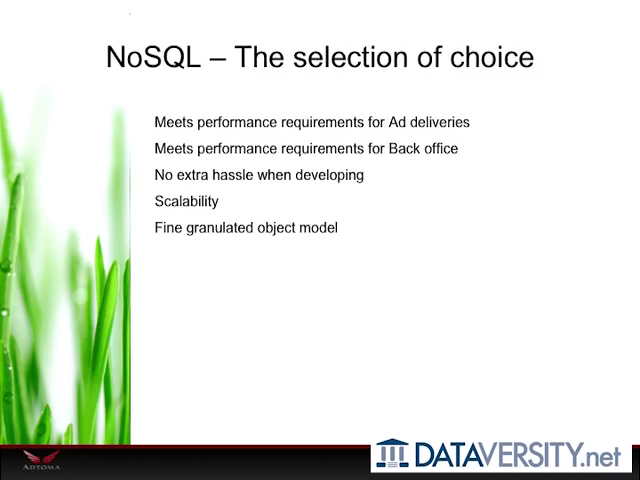 NoSQL – The selection of choice
Meets performance requirements for Ad deliveries
Meets performance requirements for Back office
No extra hassle when developing
Scalability
Fine granulated object model
ADTOMA
DATAVERSITY.net